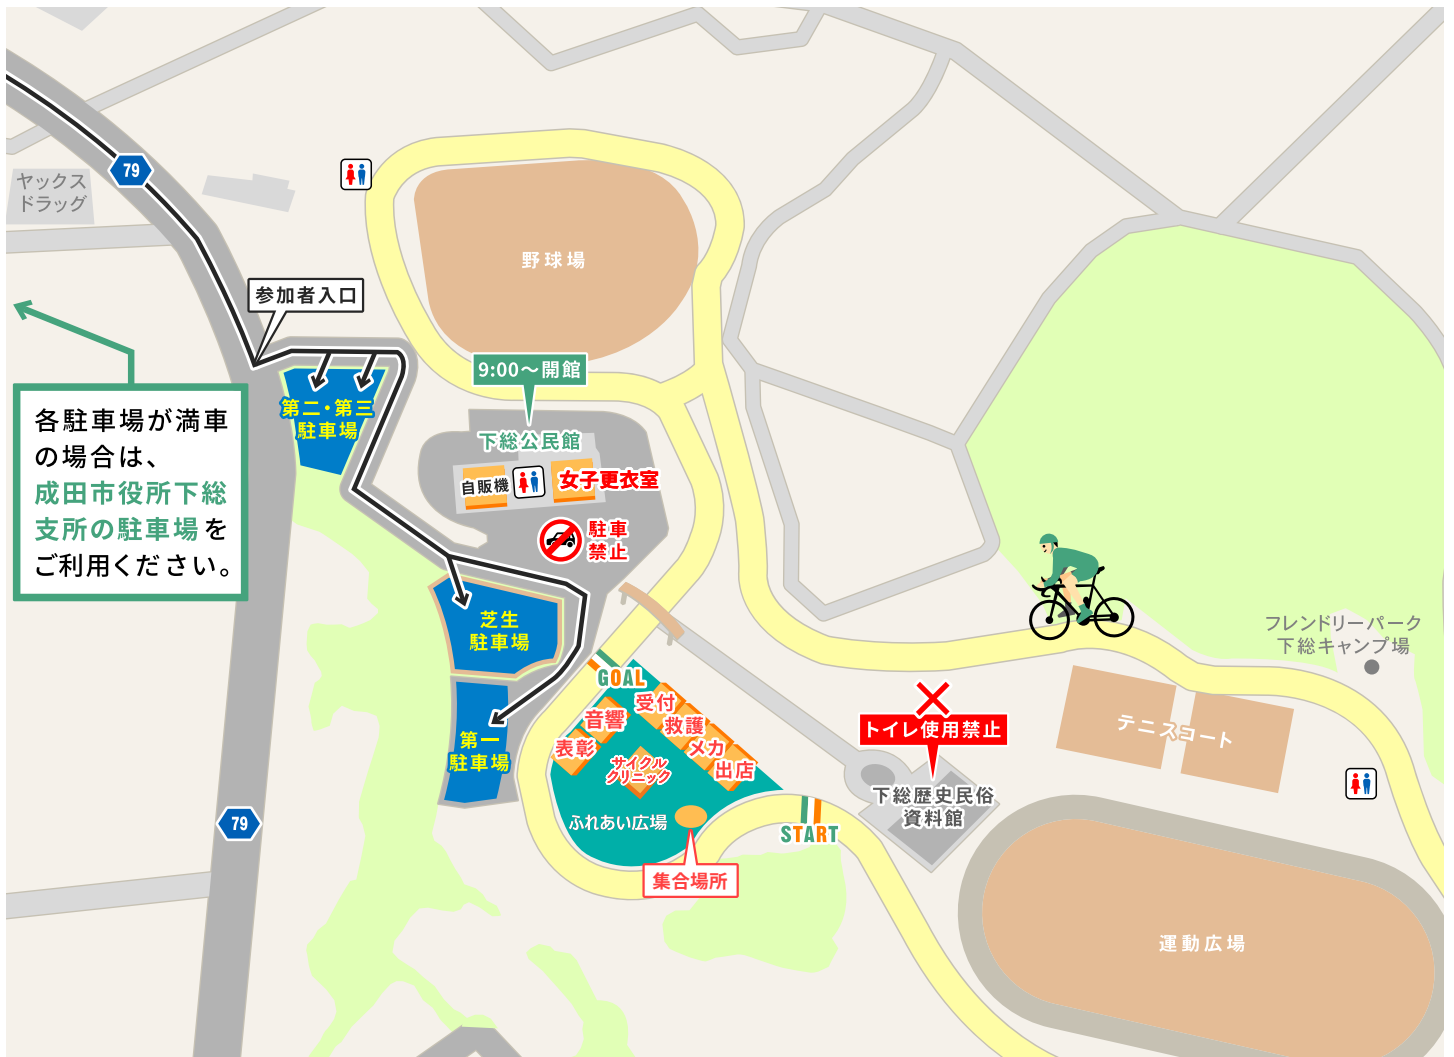 79
ヤックス
ドラッグ
参加者入口
野球場
9:00〜開館
下総公民館
自販機
女子更衣室
駐車
禁止
第二・第三
駐車場
各駐車場が満車
の場合は、
成田市役所下総
支所の駐車場を
ご利用ください。
芝生
駐車場
第一
駐車場
GOAL
受付
音響
救護
表彰
メカ
サイクル
クリニック
出店
ふれあい広場
集合場所
START
トイレ使用禁止
下総歴史民俗
資料館
フレンドリーパーク
下総キャンプ場
テニスコート
運動広場
79